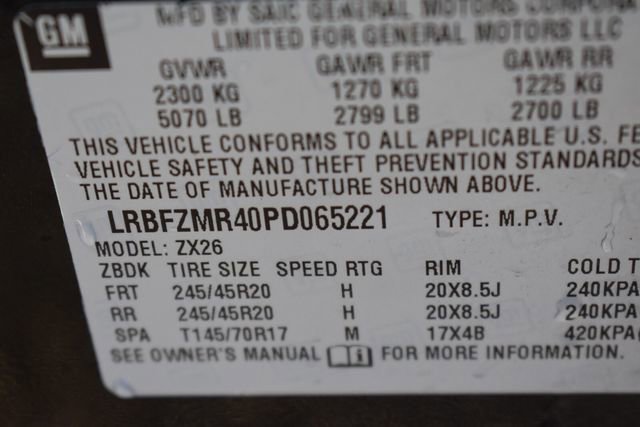 GM
MFD BY SAIC GENERAL MOTORS
LIMITED FOR GENERAL MOTORS LLC
GVWR GAWR FRT GAWR RR
2300 KG 1270 KG 1225 KG
5070 LB 2799 LB 2700 LB
THIS VEHICLE CONFORMS TO ALL APPLICABLE U.S. FE
VEHICLE SAFETY AND THEFT PREVENTION STANDARDS
THE DATE OF MANUFACTURE SHOWN ABOVE.
LRBFZMR40PD065221 TYPE: M.P.V.
MODEL: ZX26
ZBDK TIRE SIZE SPEED RTG RIM COLD T
FRT 245/45R20 H 20X8.5J 240KPA
RR 245/45R20 H 20X8.5J 240KPA
SPA T145/70R17 M 17X4B 420KPA
SEE OWNER'S MANUAL FOR MORE INFORMATION.